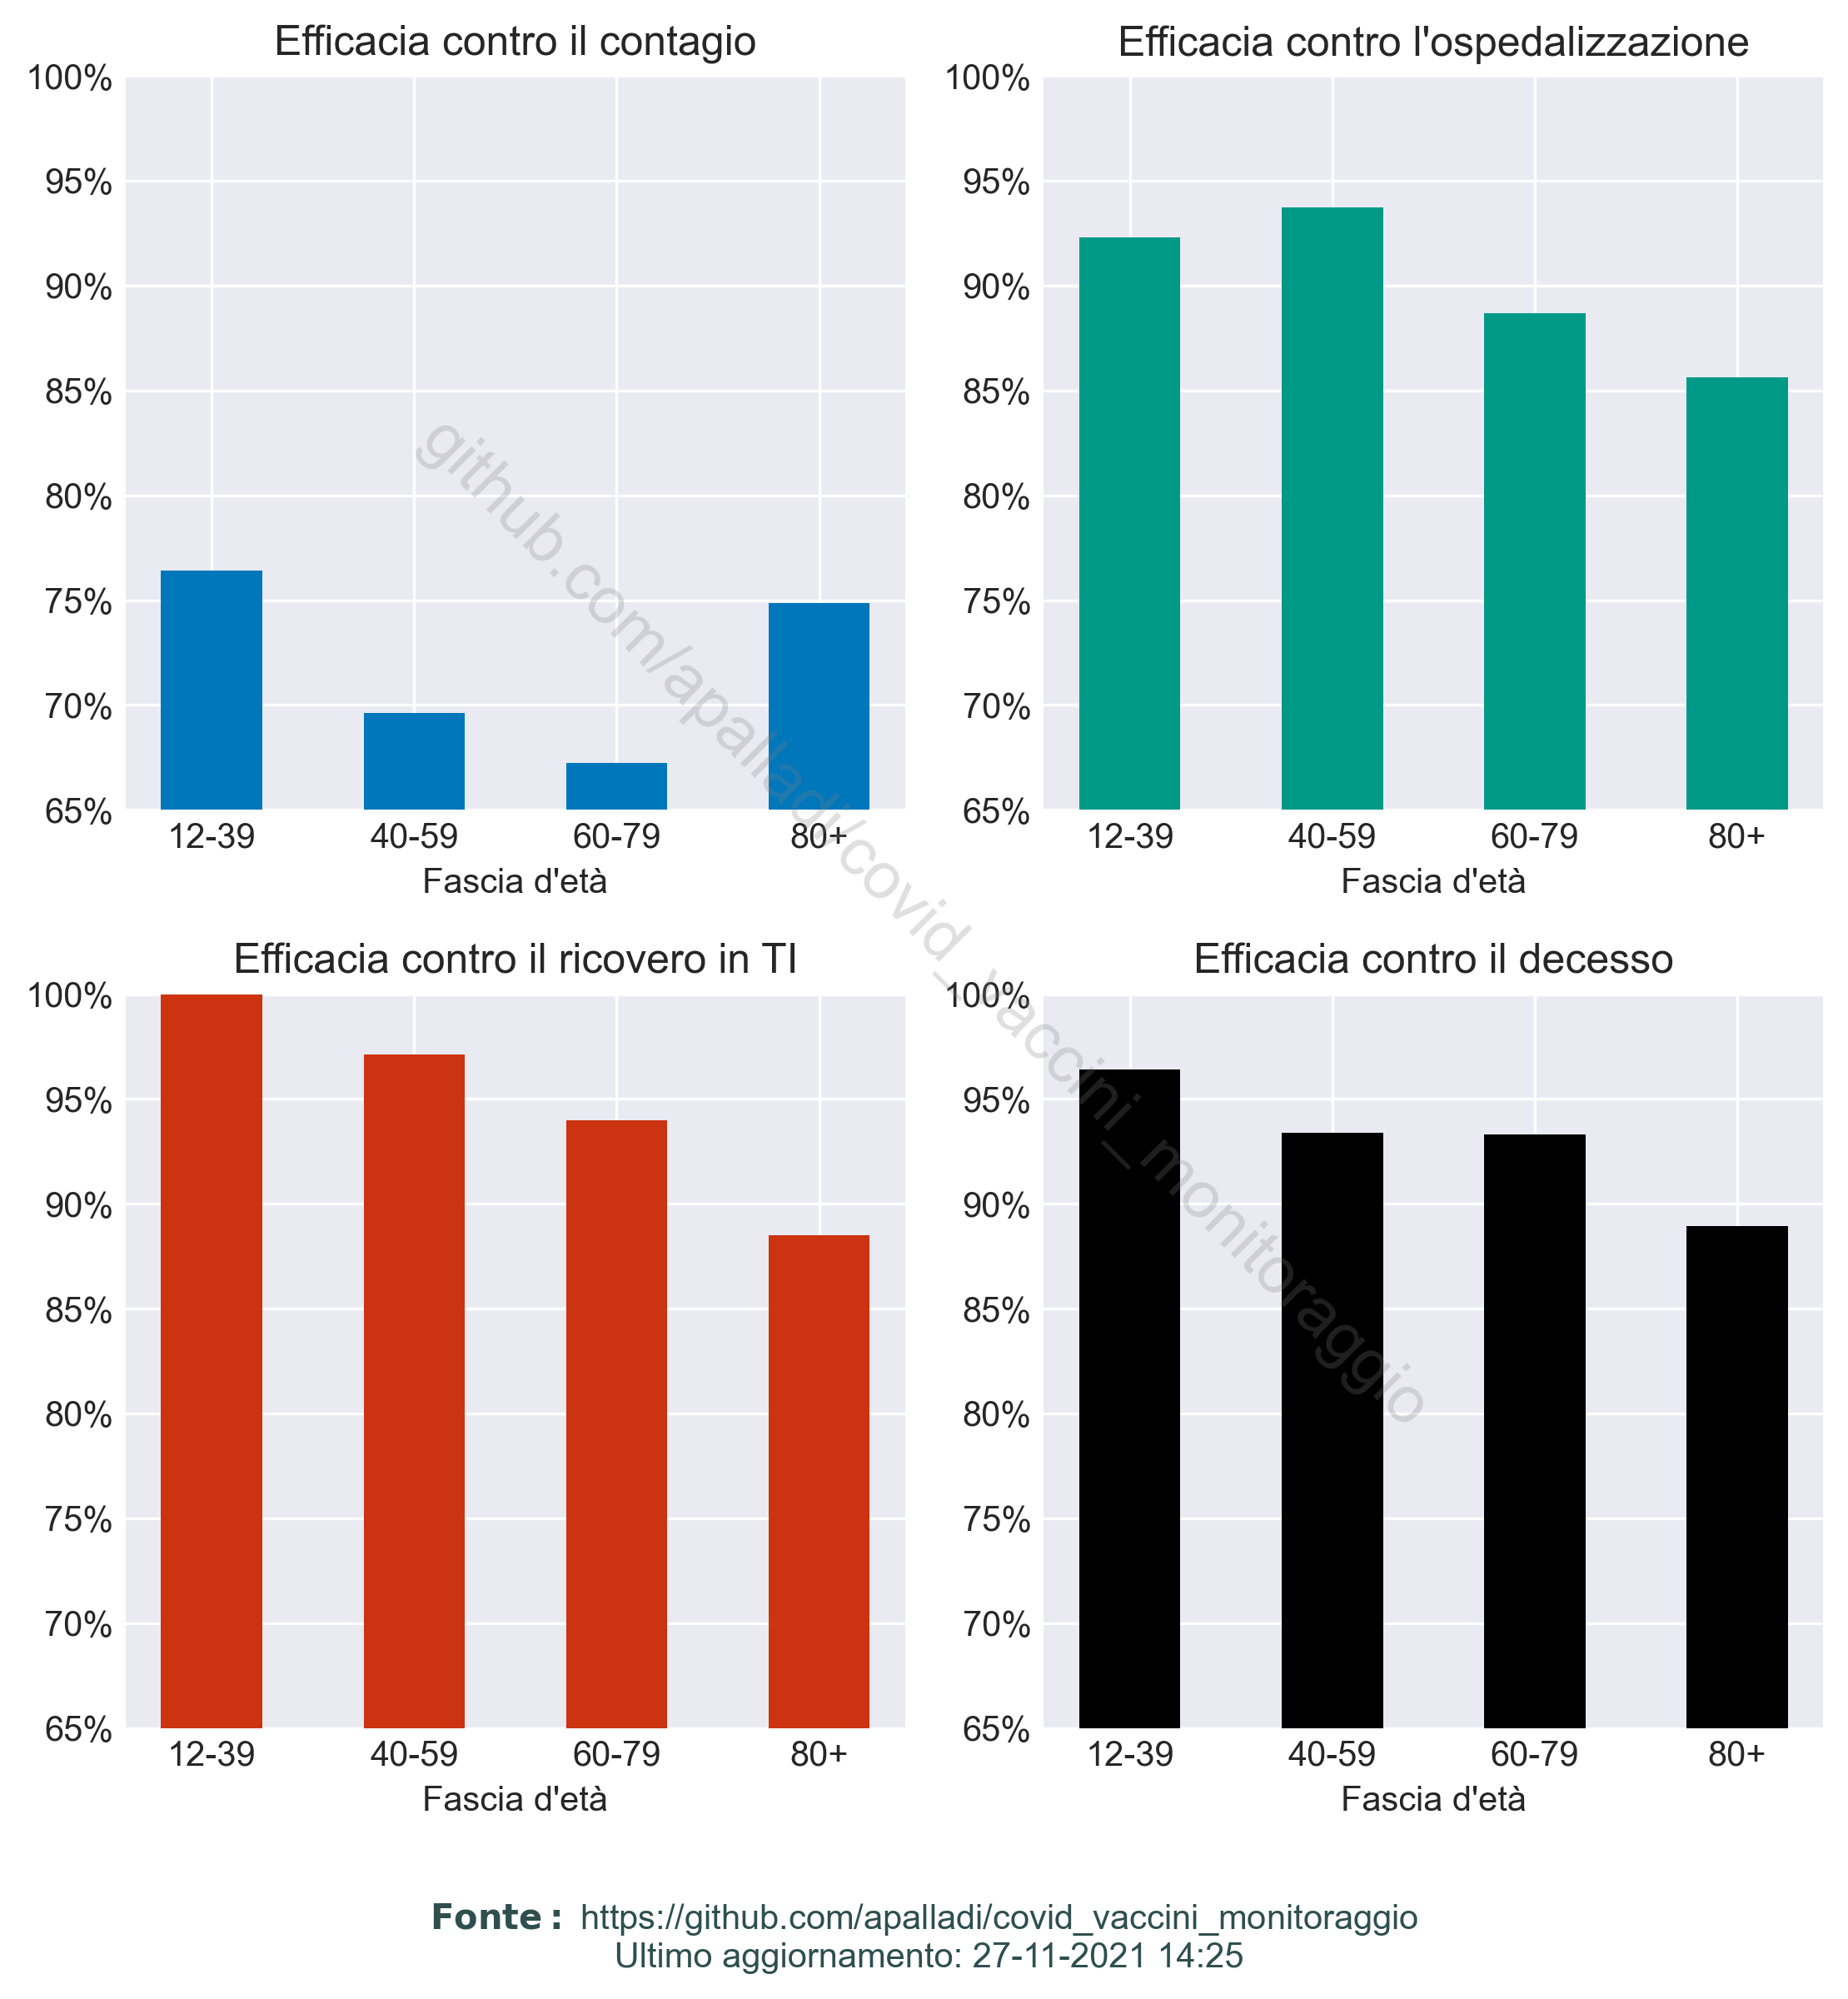 Efficacia contro il contagio
100%
95%
90%
85%
80%
75%
70%
65%
12-39 40-59 60-79 80+
Fascia d'età
Efficacia contro l'ospedalizzazione
100%
95%
90%
85%
80%
75%
70%
65%
12-39 40-59 60-79 80+
Fascia d'età
Efficacia contro il ricovero in TI
100%
95%
90%
85%
80%
75%
70%
65%
12-39 40-59 60-79 80+
Fascia d'età
Efficacia contro il decesso
100%
95%
90%
85%
80%
75%
70%
65%
12-39 40-59 60-79 80+
Fascia d'età
github.com/apalladi/covid_vaccini_monitoraggio
Fonte: https://github.com/apalladi/covid_vaccini_monitoraggio
Ultimo aggiornamento: 27-11-2021 14:25